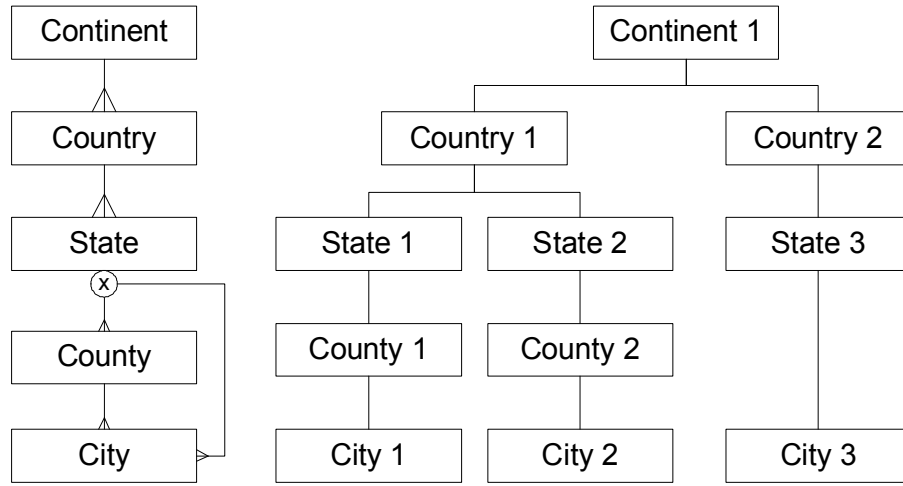 Continent
Country
State
x
County
City
Continent 1
Country 1
Country 2
State 1
State 2
State 3
County 1
County 2
City 1
City 2
City 3